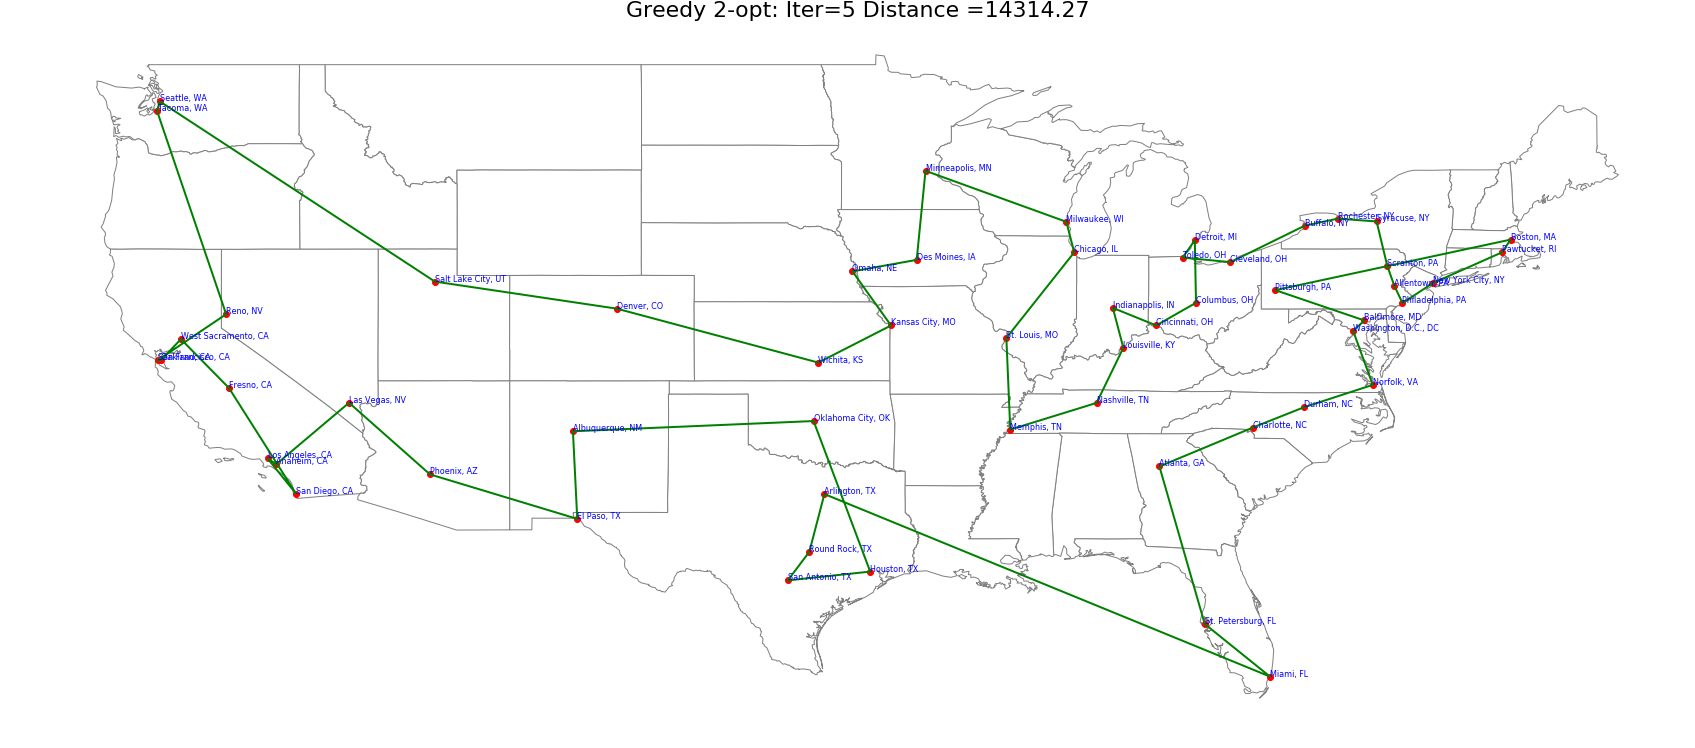 Greedy 2-opt: Iter=5 Distance =14314.27
Seattle, WA
Tacoma, WA
Minneapolis, MN
Milwaukee, WI
Rochester, NY
Syracuse, NY
Buffalo, NY
Detroit, MI
Boston, MA
Pawtucket, RI
Chicago, IL
Toledo, OH
Cleveland, OH
Des Moines, IA
Scranton, PA
Omaha, NE
Salt Lake City, UT
Allentown, PA
New York City, NY
Pittsburgh, PA
Denver, CO
Indianapolis, IN
Columbus, OH
Philadelphia, PA
Reno, NV
Kansas City, MO
Cincinnati, OH
Baltimore, MD
Washington, D.C., DC
West Sacramento, CA
St. Louis, MO
Louisville, KY
Wichita, KS
Fresno, CA
Norfolk, VA
Las Vegas, NV
Nashville, TN
Durham, NC
Oklahoma City, OK
Albuquerque, NM
Memphis, TN
Charlotte, NC
Los Angeles, CA
Anaheim, CA
Atlanta, GA
Phoenix, AZ
San Diego, CA
Arlington, TX
El Paso, TX
Round Rock, TX
Houston, TX
San Antonio, TX
St. Petersburg, FL
Miami, FL